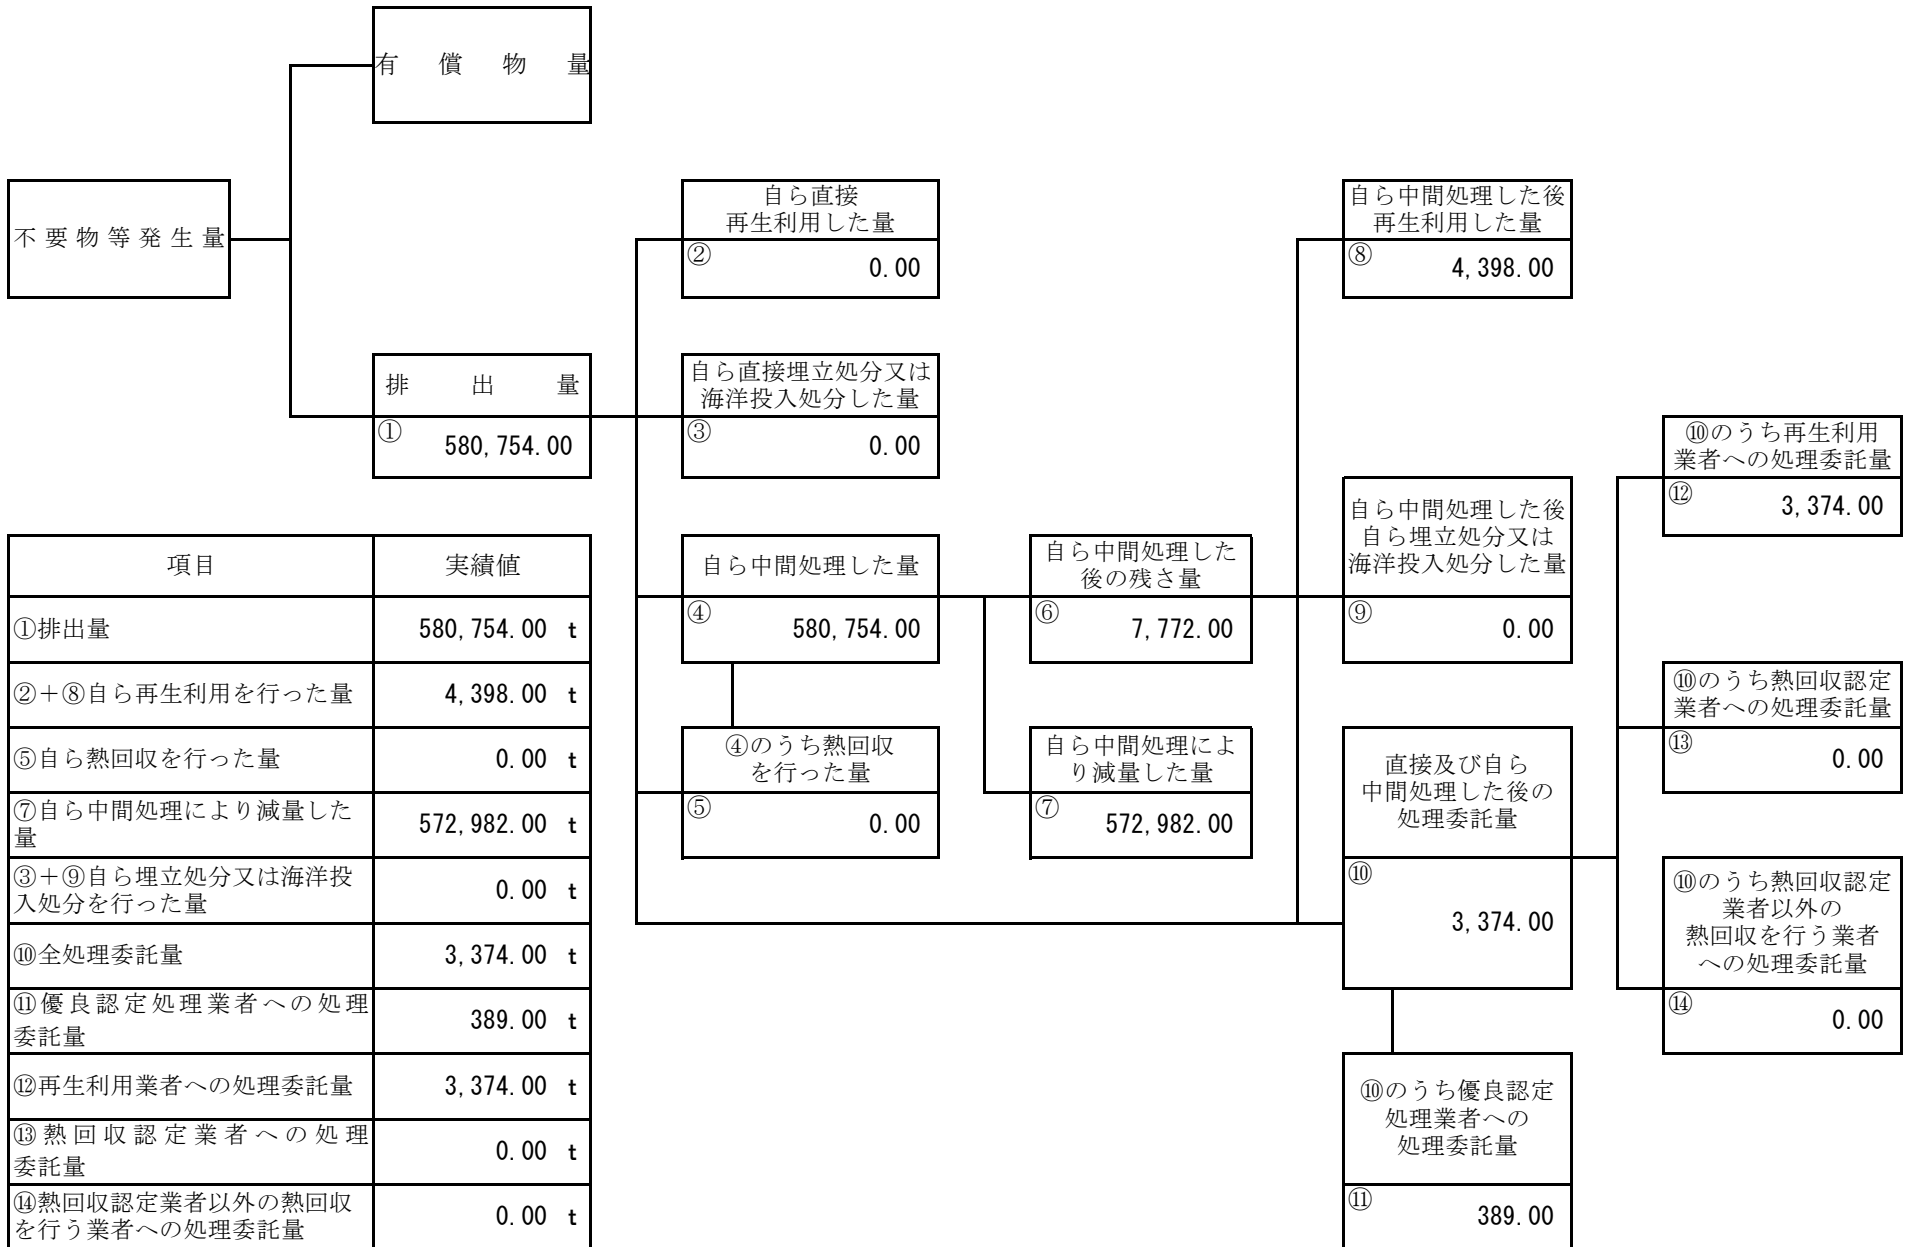 有償物量
不要物等発生量
排出量
① 580,754.00
自ら直接
再生利用した量
② 0.00
自ら直接埋立処分又は
海洋投入処分した量
③ 0.00
自ら中間処理した量
④ 580,754.00
④のうち熱回収
を行った量
⑤ 0.00
自ら中間処理した
後の残さ量
⑥ 7,772.00
自ら中間処理によ
り減量した量
⑦ 572,982.00
自ら中間処理した後
再生利用した量
⑧ 4,398.00
自ら中間処理した後
自ら埋立処分又は
海洋投入処分した量
⑨ 0.00
直接及び自ら
中間処理した後の
処理委託量
⑩
3,374.00
⑩のうち優良認定
処理業者への
処理委託量
⑪ 389.00
⑩のうち再生利用
業者への処理委託量
⑫ 3,374.00
⑩のうち熱回収認定
業者への処理委託量
⑬ 0.00
⑩のうち熱回収認定
業者以外の
熱回収を行う業者
への処理委託量
⑭ 0.00
項目 実績値
①排出量 580,754.00 t
②+⑧自ら再生利用を行った量 4,398.00 t
⑤自ら熱回収を行った量 0.00 t
⑦自ら中間処理により減量した
量 572,982.00 t
③+⑨自ら埋立処分又は海洋投
入処分を行った量 0.00 t
⑩全処理委託量 3,374.00 t
⑪優良認定処理業者への処理
委託量 389.00 t
⑫再生利用業者への処理委託量 3,374.00 t
⑬熱回収認定業者への処理
委託量 0.00 t
⑭熱回収認定業者以外の熱回収
を行う業者への処理委託量 0.00 t